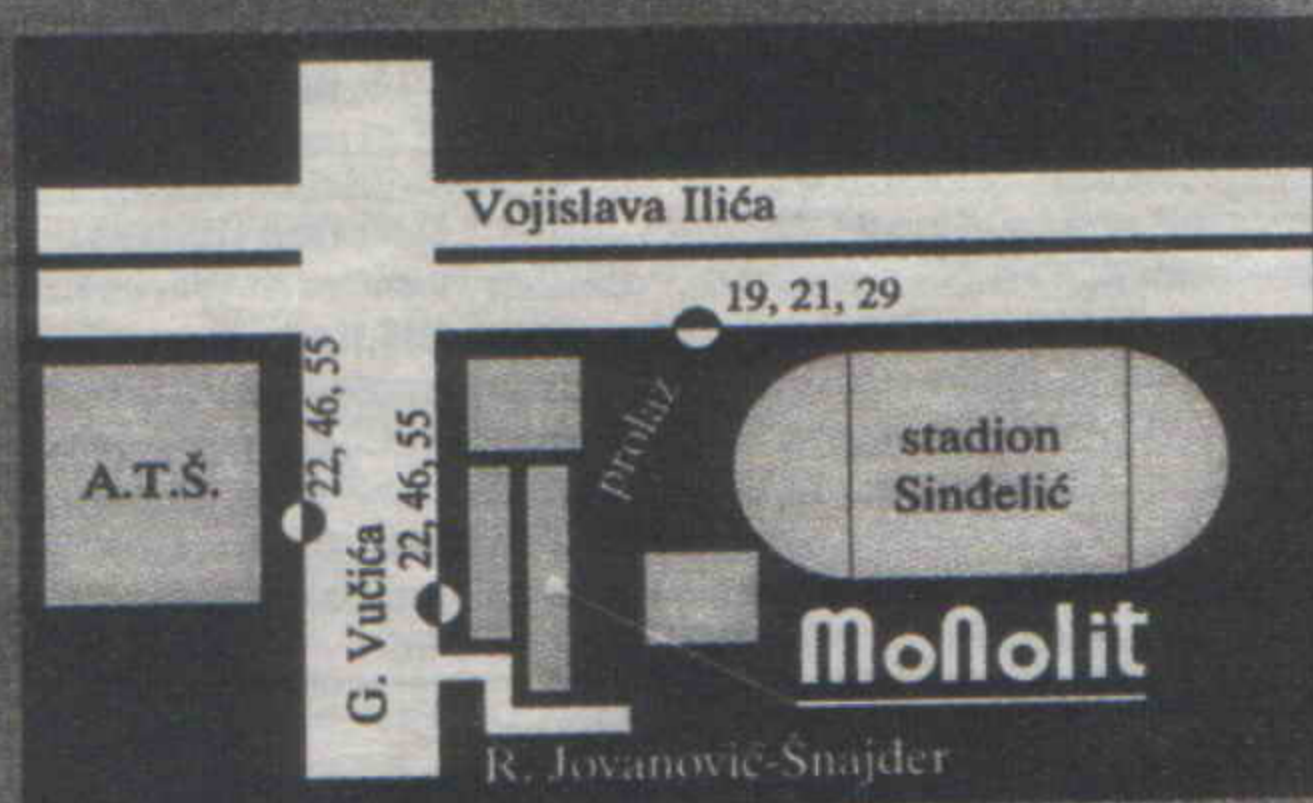 Vojislava Ilića
19, 21, 29
22, 46, 55
22, 46, 55
prolaz
A.T.Š.
stadion
Sinđelić
G. Vučića
MoNolit
R. Jovanović-Šnajder